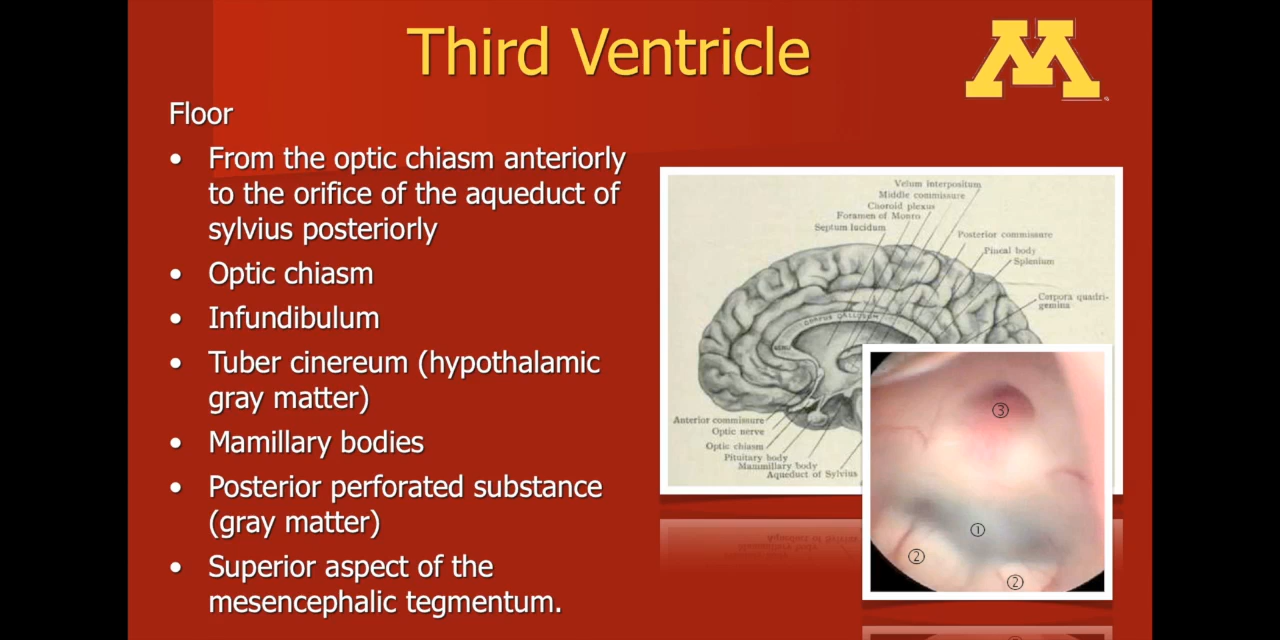 Third Ventricle
M
Floor
• From the optic chiasm anteriorly
to the orifice of the aqueduct of
sylvius posteriorly
• Optic chiasm
• Infundibulum
• Tuber cinereum (hypothalamic
gray matter)
• Mamillary bodies
• Posterior perforated substance
(gray matter)
• Superior aspect of the
mesencephalic tegmentum.
Velum interpositum
Middle commissure
Choroid plexus
Foramen of Monro
Septum lucidum
Posterior commissure
Pineal body
Splenium
Corpora quadri-
gemina
CORPUS CALLOSUM
Anterior commissure
Optic nerve
Optic chiasm
Pituitary body
Mammillary body
Aqueduct of Sylvius
③
①
②
②